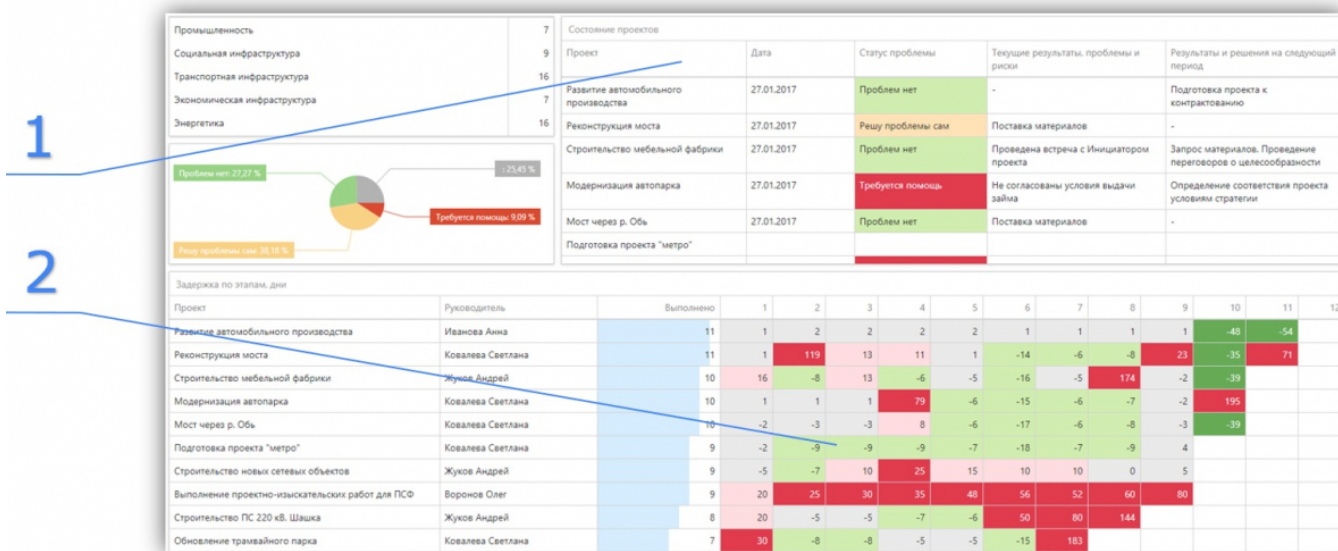 1
2
Промышленность 7
Социальная инфраструктура 9
Транспортная инфраструктура 16
Экономическая инфраструктура 7
Энергетика 16
Проблем нет: 27,27 %
: 25,45 %
Требуется помощь: 9,09 %
Решу проблемы сам: 38,18 %
Состояние проектов
Проект Дата Статус проблемы Текущие результаты, проблемы и риски Результаты и решения на следующий период
Развитие автомобильного производства 27.01.2017 Проблем нет - Подготовка проекта к контрактованию
Реконструкция моста 27.01.2017 Решу проблемы сам Поставка материалов -
Строительство мебельной фабрики 27.01.2017 Проблем нет Проведена встреча с Инициатором проекта Запрос материалов. Проведение переговоров о целесообразности
Модернизация автопарка 27.01.2017 Требуется помощь Не согласованы условия выдачи займа Определение соответствия проекта условиям стратегии
Мост через р. Обь 27.01.2017 Проблем нет Поставка материалов -
Подготовка проекта "метро"
Задержка по этапам, дни
Проект Руководитель Выполнено 1 2 3 4 5 6 7 8 9 10 11 12
Развитие автомобильного производства Иванова Анна 11 1 2 2 2 2 1 1 1 1 -48 -54
Реконструкция моста Ковалева Светлана 11 1 119 13 11 1 -14 -6 -8 23 -35 71
Строительство мебельной фабрики Жуков Андрей 10 16 -8 13 -6 -5 -16 -5 174 -2 -39
Модернизация автопарка Ковалева Светлана 10 1 1 1 79 -6 -15 -6 -7 -2 195
Мост через р. Обь Ковалева Светлана 10 -2 -3 -3 8 -6 -17 -6 -8 -3 -39
Подготовка проекта "метро" Ковалева Светлана 9 -2 -9 -9 -9 -7 -18 -7 -9 4
Строительство новых сетевых объектов Жуков Андрей 9 -5 -7 10 25 15 10 10 0 5
Выполнение проектно-изыскательских работ для ПСФ Воронов Олег 9 20 25 30 35 48 56 52 60 80
Строительство ПС 220 кВ. Шашка Жуков Андрей 8 20 -5 -5 -7 -6 50 80 144
Обновление трамвайного парка Ковалева Светлана 7 30 -8 -8 -5 -5 -15 183